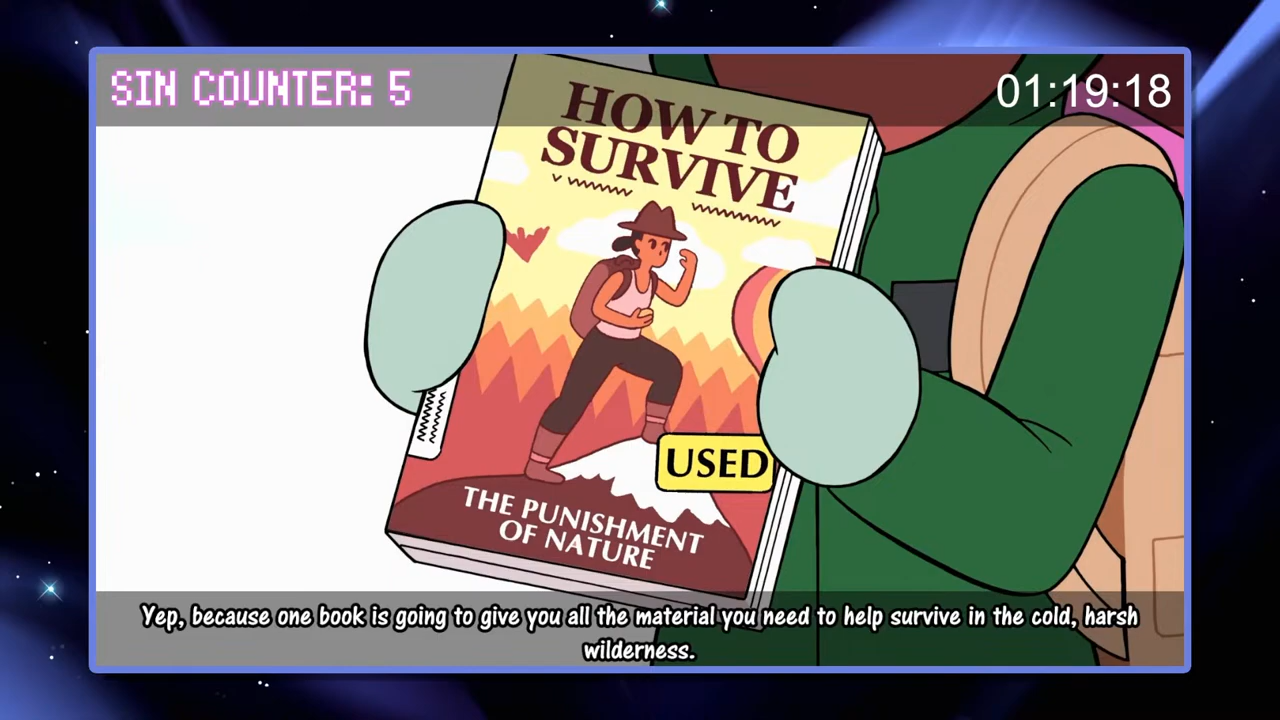 SIN COUNTER: 5
01:19:18
HOW TO
SURVIVE
USED
THE PUNISHMENT
OF NATURE
Yep, because one book is going to give you all the material you need to help survive in the cold, harsh
wilderness.